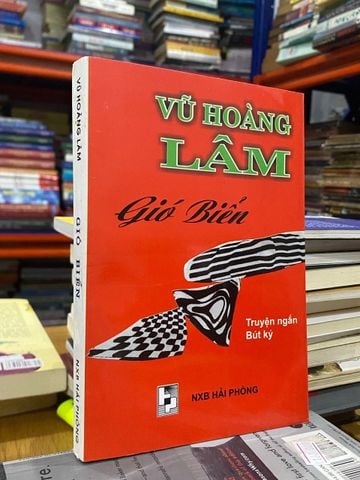 VŨ HOÀNG
LÂM
Gió Biển
Truyện ngắn
Bút ký
NXB HẢI PHÒNG
VŨ HOÀNG LÂM
GIÓ BIỂN
NXB HẢI PHÒNG